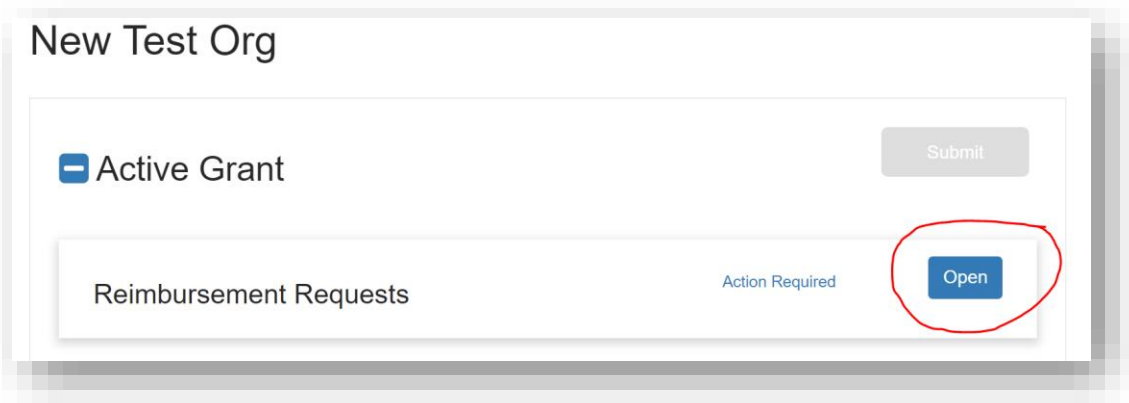 New Test Org
Submit
Active Grant
Reimbursement Requests
Action Required
Open